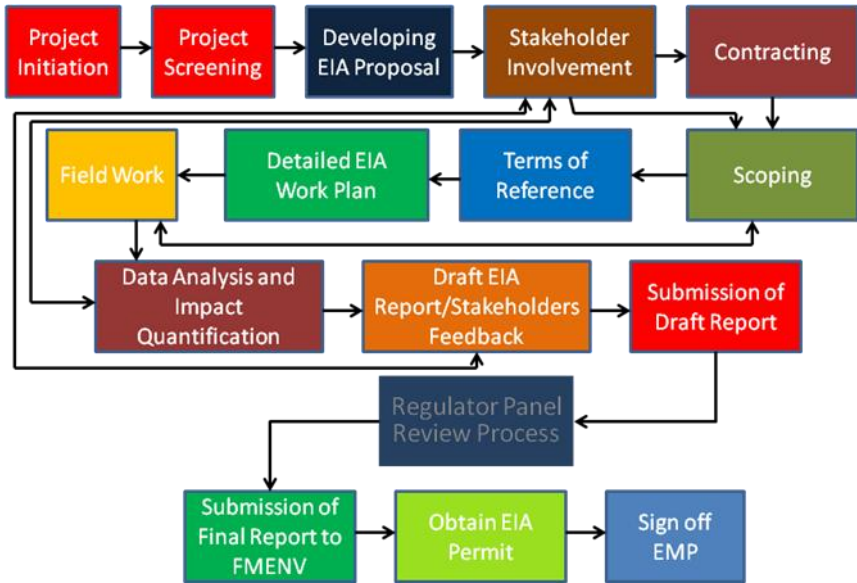 Project
Initiation
Project
Screening
Developing
EIA Proposal
Stakeholder
Involvement
Contracting
Field Work
Detailed EIA
Work Plan
Terms of
Reference
Scoping
Data Analysis and
Impact
Quantification
Draft EIA
Report/Stakeholders
Feedback
Submission of
Draft Report
Regulator Panel
Review Process
Submission of
Final Report to
FMENV
Obtain EIA
Permit
Sign off
EMP